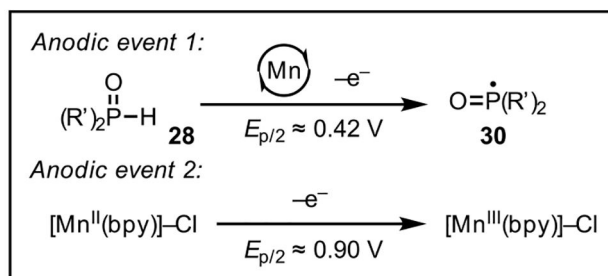 Anodic event 1:
O
(R')₂P–H 28
Mn –e⁻
Eₚ/₂ ≈ 0.42 V
O=Ṗ(R')₂
30
Anodic event 2:
[Mnᴵᴵ(bpy)]–Cl
–e⁻
Eₚ/₂ ≈ 0.90 V
[Mnᴵᴵᴵ(bpy)]–Cl